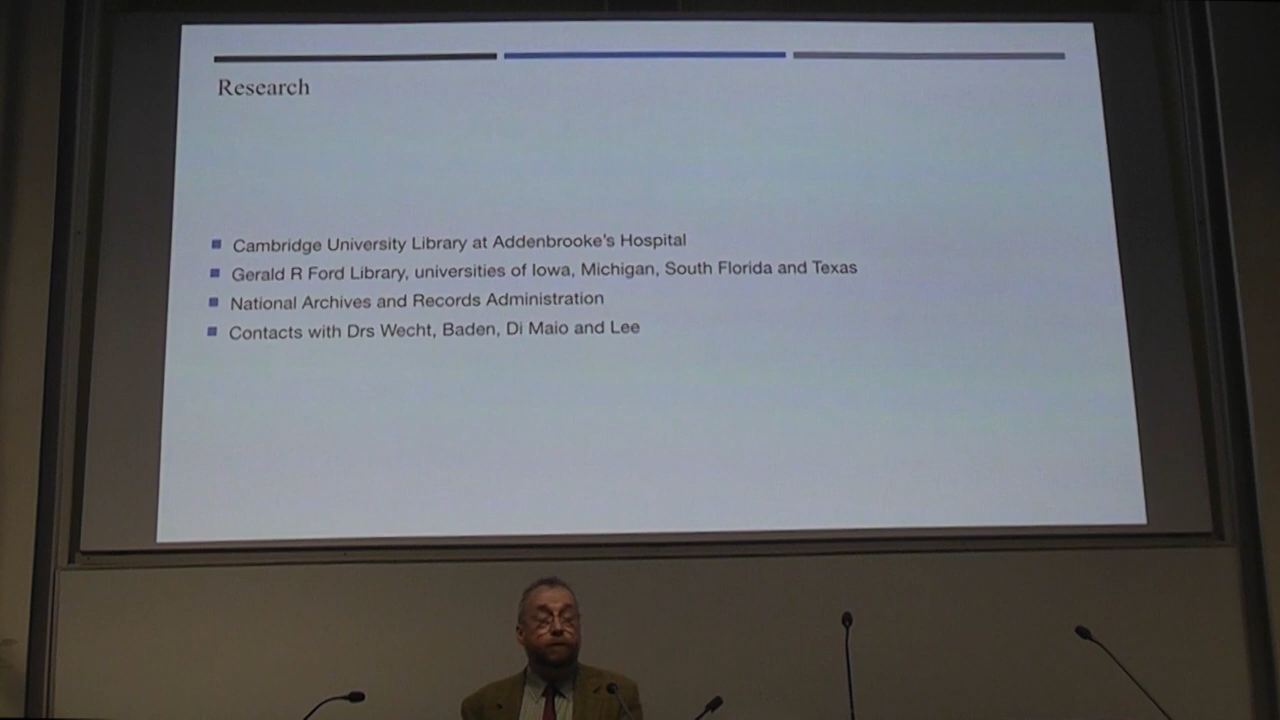 Research
Cambridge University Library at Addenbrooke's Hospital
Gerald R Ford Library, universities of Iowa, Michigan, South Florida and Texas
National Archives and Records Administration
Contacts with Drs Wecht, Baden, Di Maio and Lee